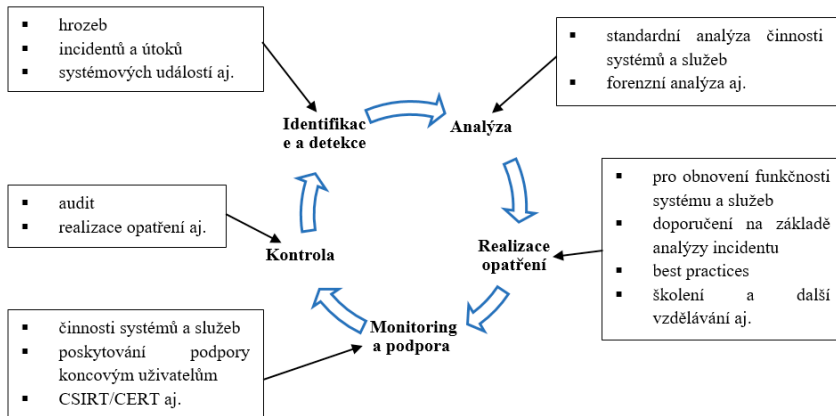 ▪ hrozeb
▪ incidentů a útoků
▪ systémových událostí aj.
▪ standardní analýza činnosti
systémů a služeb
▪ forenzní analýza aj.
Identifikac
e a detekce
Analýza
▪ pro obnovení funkčnosti
systému a služeb
▪ doporučení na základě
analýzy incidentu
▪ best practices
▪ školení a další
vzdělávání aj.
▪ audit
▪ realizace opatření aj.
Kontrola
Realizace
opatření
▪ činnosti systémů a služeb
▪ poskytování podpory
koncovým uživatelům
▪ CSIRT/CERT aj.
Monitoring
a podpora